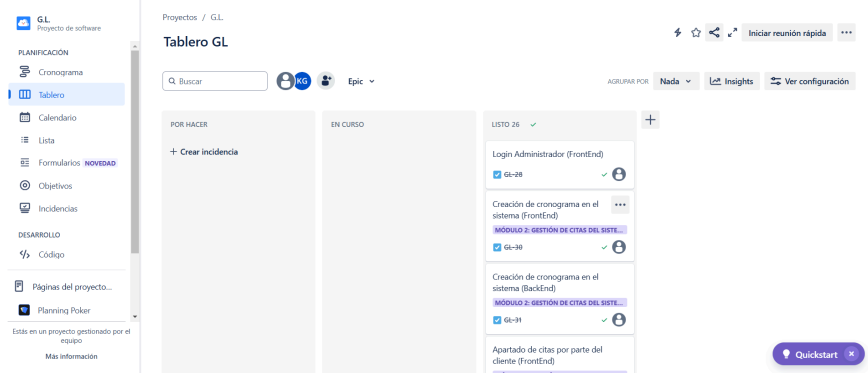 G.L.
Proyecto de software
PLANIFICACIÓN
Cronograma
Tablero
Calendario
Lista
Formularios NOVEDAD
Objetivos
Incidencias
DESARROLLO
Código
Páginas del proyecto...
Planning Poker
Estás en un proyecto gestionado por el
equipo
Más información
Proyectos / G.L.
Tablero GL
Iniciar reunión rápida
Buscar
KG
Epic
AGRUPAR POR
Nada
Insights
Ver configuración
POR HACER
+ Crear incidencia
EN CURSO
LISTO 26
Login Administrador (FrontEnd)
GL-28
Creación de cronograma en el
sistema (FrontEnd)
MÓDULO 2: GESTIÓN DE CITAS DEL SISTE...
GL-30
Creación de cronograma en el
sistema (BackEnd)
MÓDULO 2: GESTIÓN DE CITAS DEL SISTE...
GL-31
Apartado de citas por parte del
cliente (FrontEnd)
Quickstart